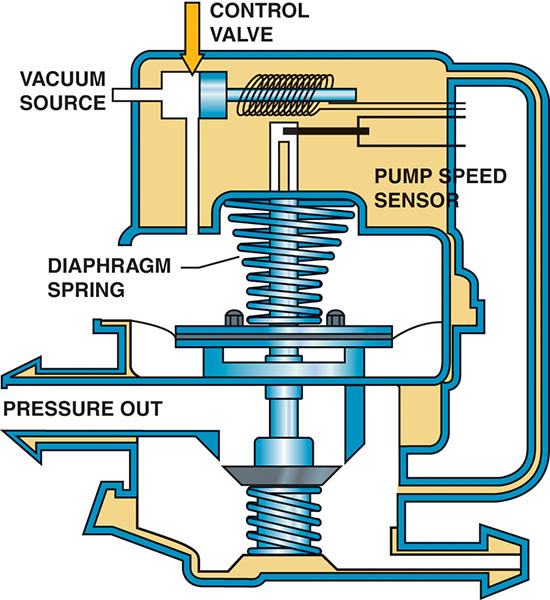 CONTROL
VALVE
VACUUM
SOURCE
PUMP SPEED
SENSOR
DIAPHRAGM
SPRING
PRESSURE OUT